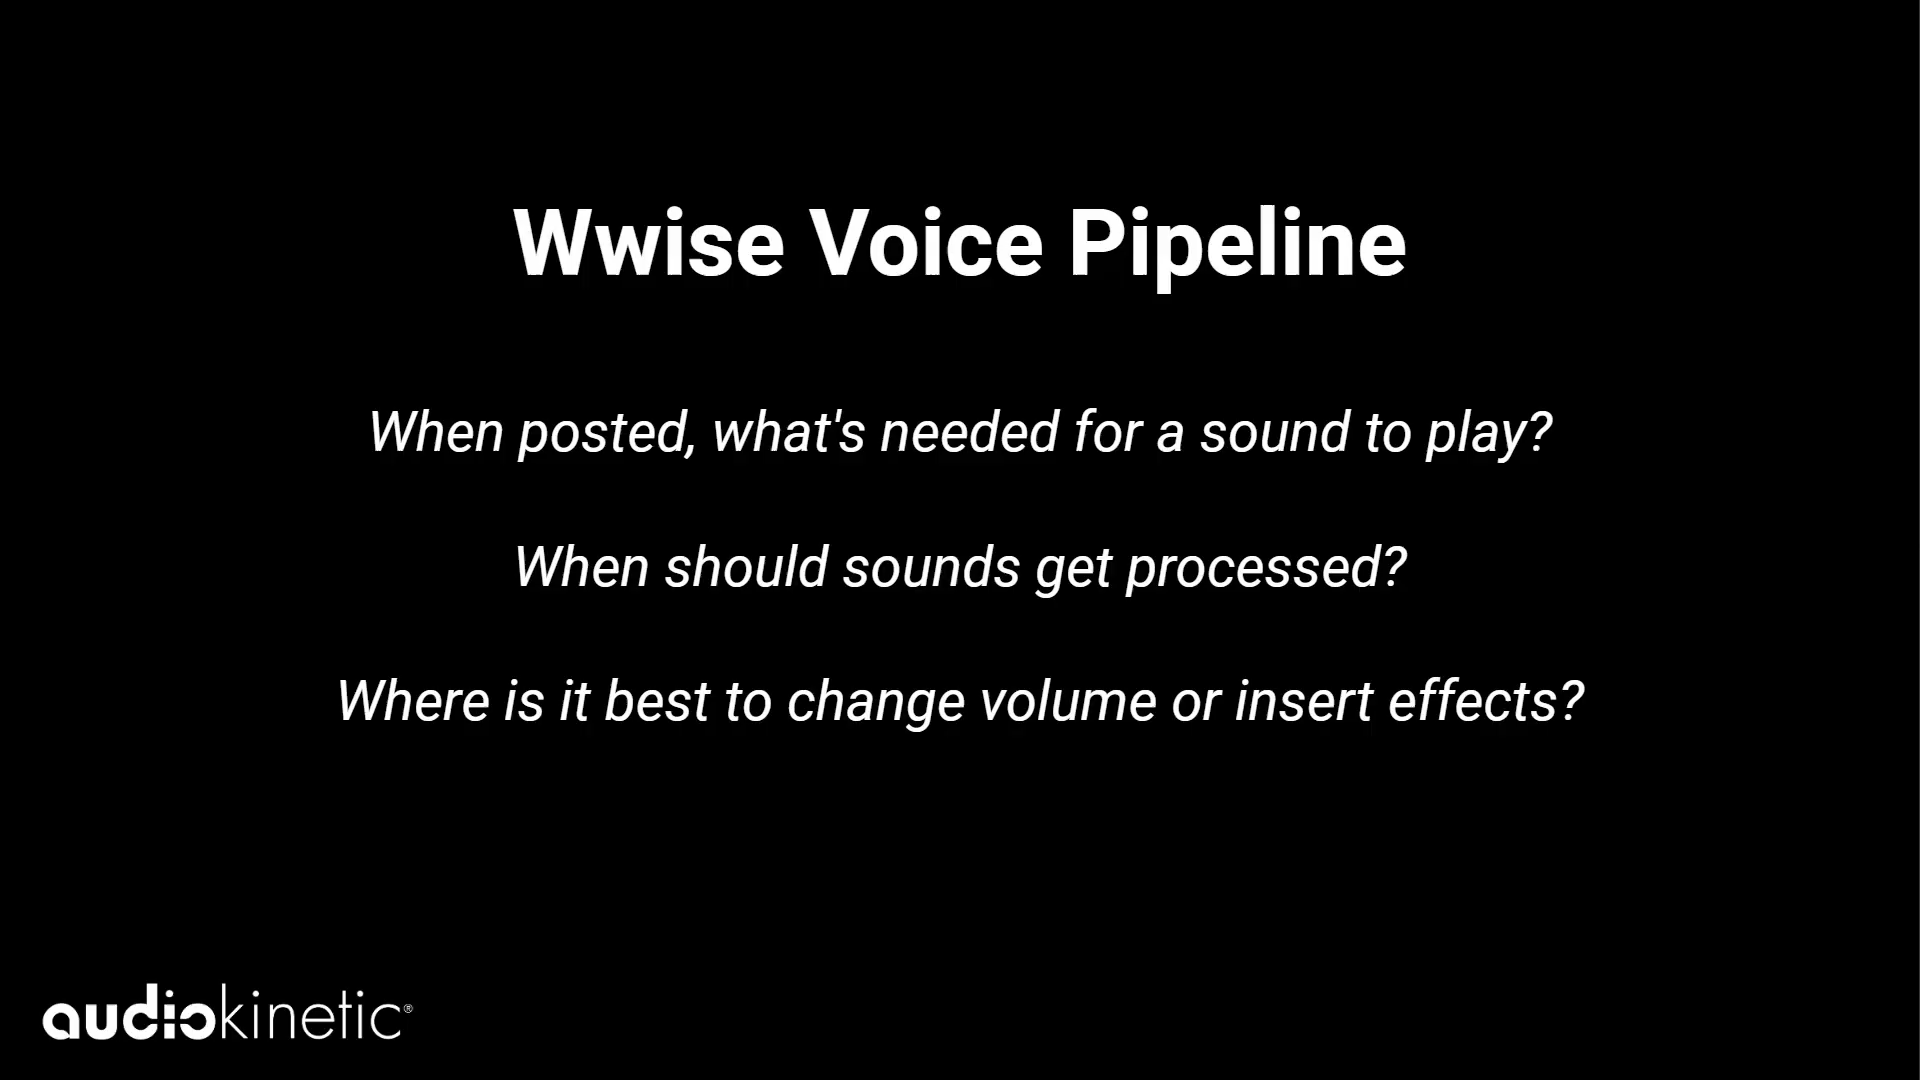 Wwise Voice Pipeline
When posted, what's needed for a sound to play?
When should sounds get processed?
Where is it best to change volume or insert effects?
audiokinetic®